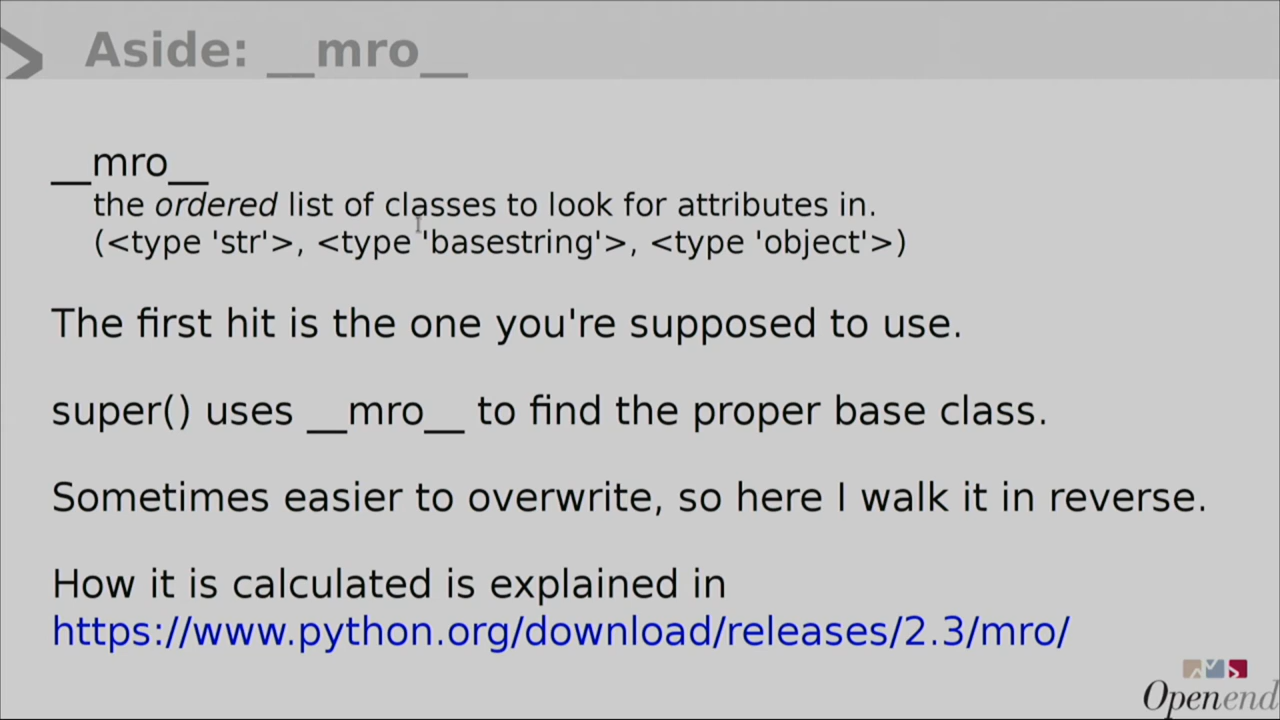 Aside: __mro__
__mro__
the ordered list of classes to look for attributes in.
(<type 'str'>, <type 'basestring'>, <type 'object'>)
The first hit is the one you're supposed to use.
super() uses __mro__ to find the proper base class.
Sometimes easier to overwrite, so here I walk it in reverse.
How it is calculated is explained in
https://www.python.org/download/releases/2.3/mro/
Openend